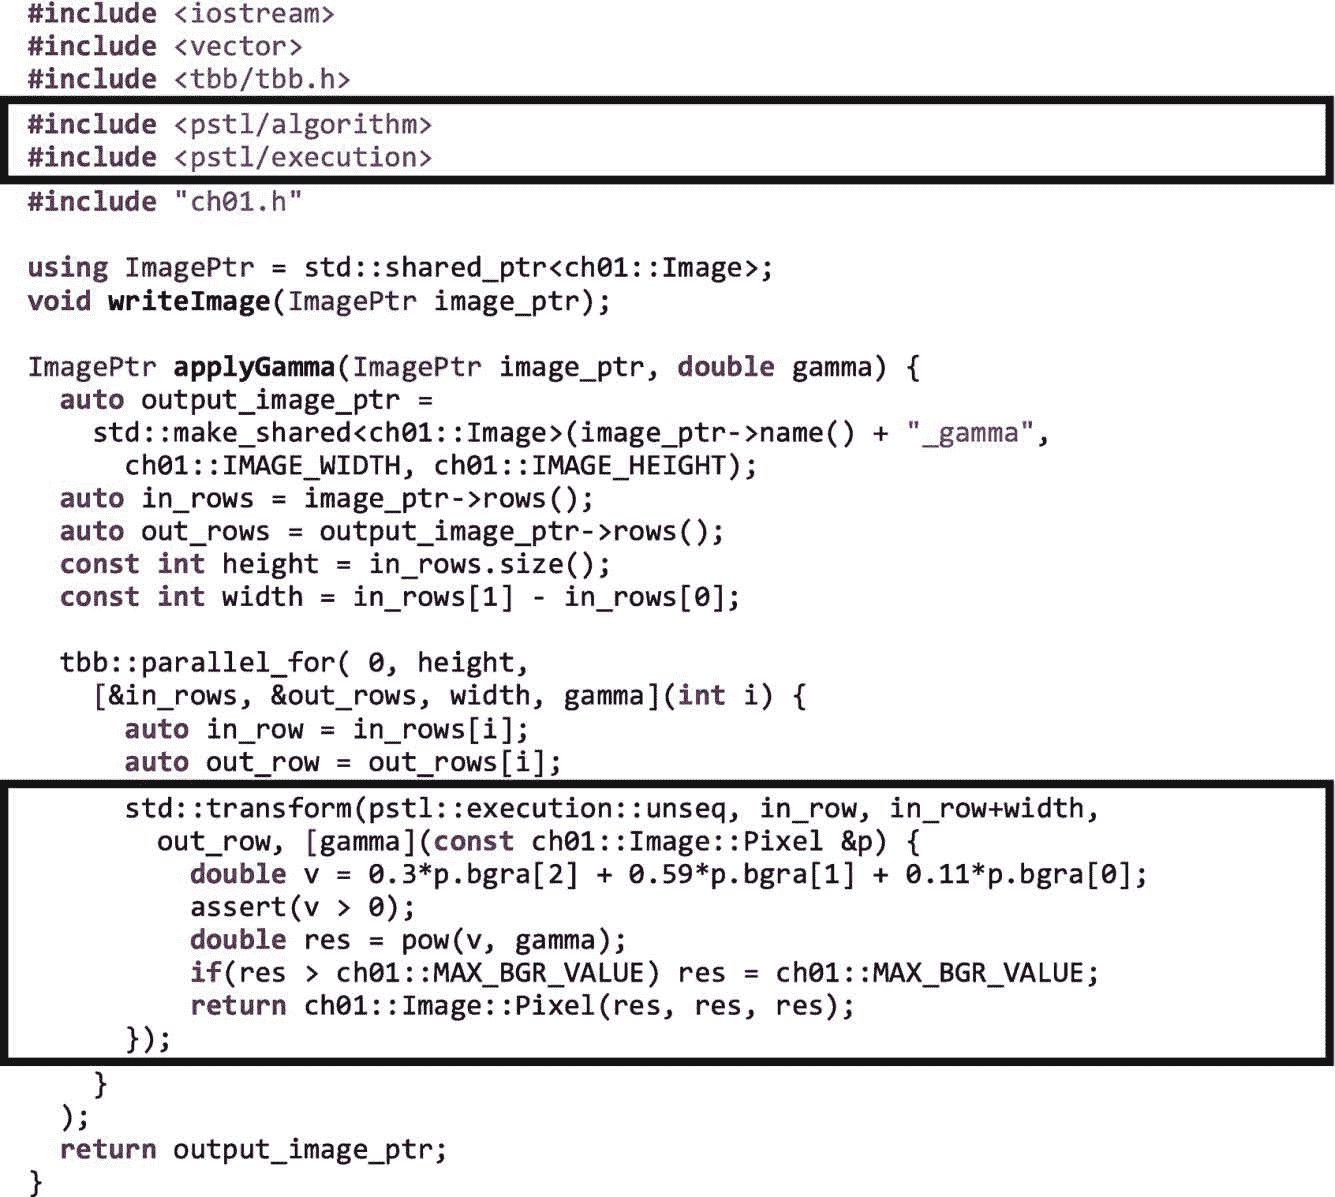 #include <iostream>
#include <vector>
#include <tbb/tbb.h>
#include <pstl/algorithm>
#include <pstl/execution>
#include "ch01.h"

using ImagePtr = std::shared_ptr<ch01::Image>;
void writeImage(ImagePtr image_ptr);

ImagePtr applyGamma(ImagePtr image_ptr, double gamma) {
  auto output_image_ptr =
    std::make_shared<ch01::Image>(image_ptr->name() + "_gamma",
      ch01::IMAGE_WIDTH, ch01::IMAGE_HEIGHT);
  auto in_rows = image_ptr->rows();
  auto out_rows = output_image_ptr->rows();
  const int height = in_rows.size();
  const int width = in_rows[1] - in_rows[0];

  tbb::parallel_for( 0, height,
    [&in_rows, &out_rows, width, gamma](int i) {
      auto in_row = in_rows[i];
      auto out_row = out_rows[i];
      std::transform(pstl::execution::unseq, in_row, in_row+width,
        out_row, [gamma](const ch01::Image::Pixel &p) {
          double v = 0.3*p.bgra[2] + 0.59*p.bgra[1] + 0.11*p.bgra[0];
          assert(v > 0);
          double res = pow(v, gamma);
          if(res > ch01::MAX_BGR_VALUE) res = ch01::MAX_BGR_VALUE;
          return ch01::Image::Pixel(res, res, res);
      });
    }
  );
  return output_image_ptr;
}